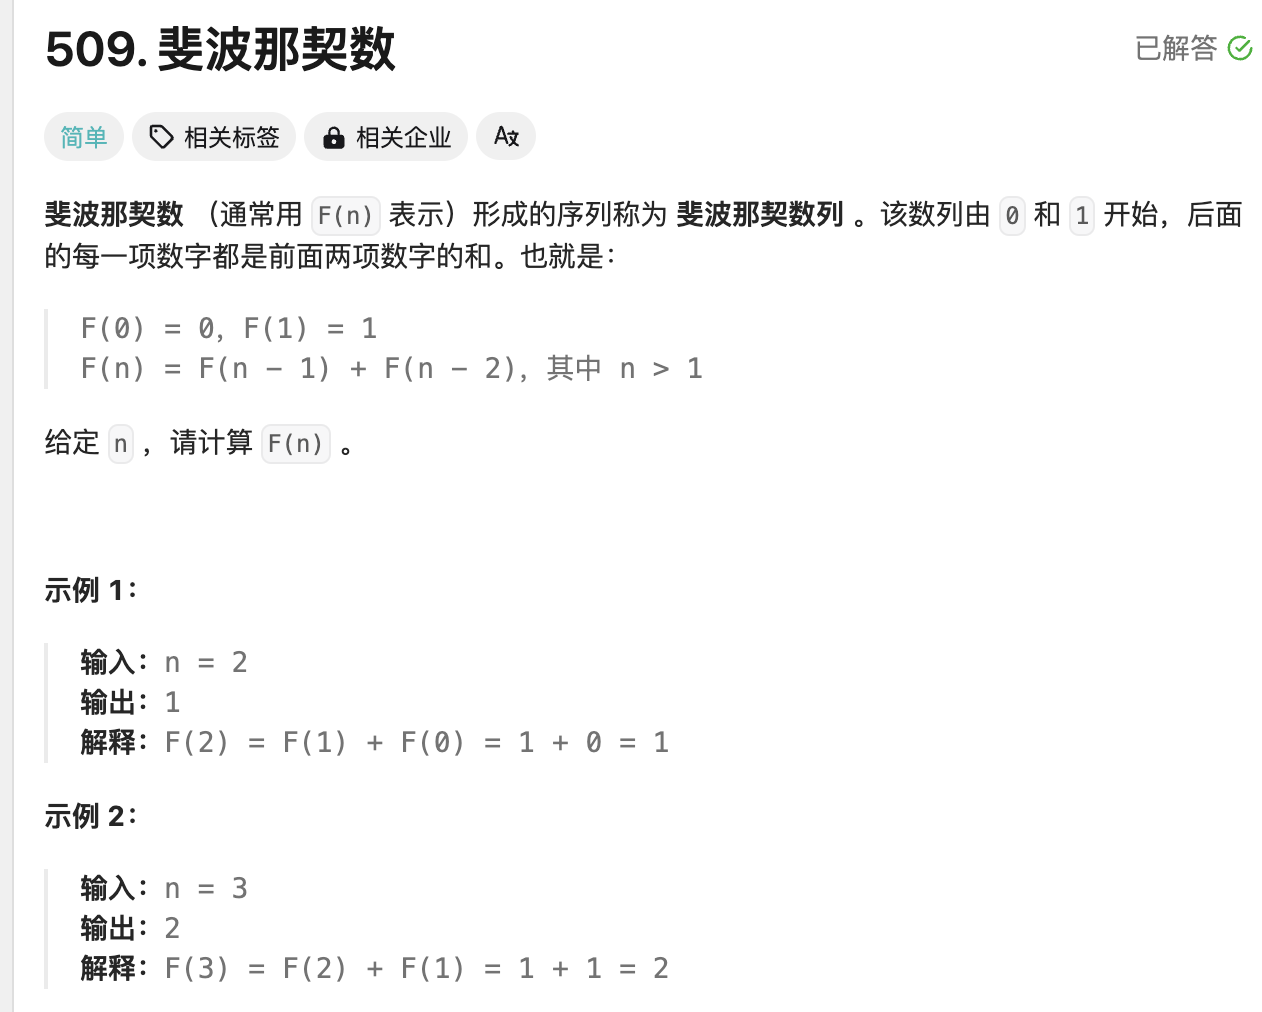 509. 斐波那契数
已解答
简单 相关标签 相关企业 A文
斐波那契数 （通常用 F(n) 表示）形成的序列称为 斐波那契数列 。该数列由 0 和 1 开始，后面
的每一项数字都是前面两项数字的和。也就是：
F(0) = 0，F(1) = 1
F(n) = F(n - 1) + F(n - 2)，其中 n > 1
给定 n ，请计算 F(n) 。
示例 1：
输入：n = 2
输出：1
解释：F(2) = F(1) + F(0) = 1 + 0 = 1
示例 2：
输入：n = 3
输出：2
解释：F(3) = F(2) + F(1) = 1 + 1 = 2